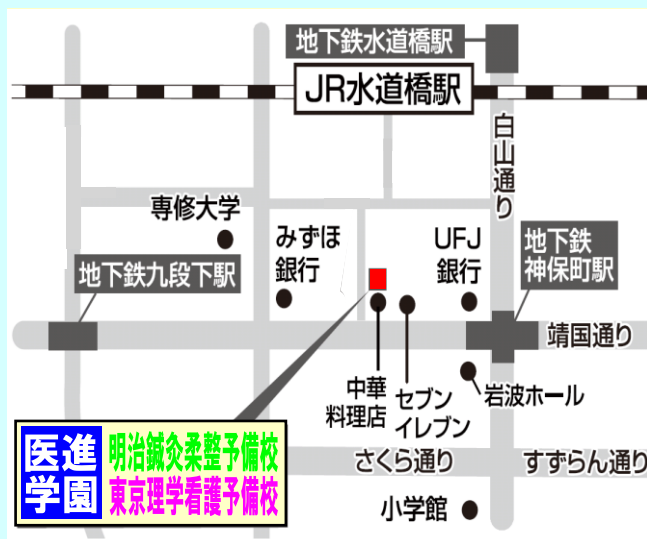 地下鉄水道橋駅
JR水道橋駅
白山通り
専修大学
みずほ
銀行
UFJ
銀行
地下鉄
神保町駅
地下鉄九段下駅
靖国通り
中華
料理店
セブン
イレブン
岩波ホール
さくら通り
すずらん通り
小学館
医進
学園
明治鍼灸柔整予備校
東京理学看護予備校